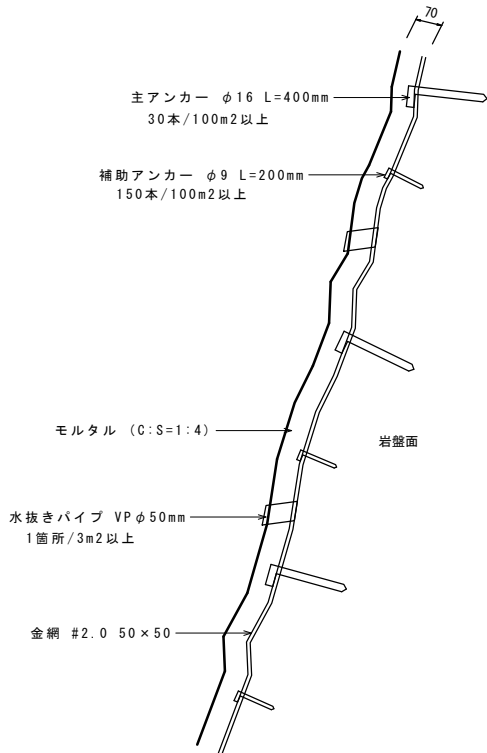 70
主アンカー φ16 L=400mm
30本/100m2以上
補助アンカー φ9 L=200mm
150本/100m2以上
モルタル (C:S=1:4)
岩盤面
水抜きパイプ VPφ50mm
1箇所/3m2以上
金網 #2.0 50×50